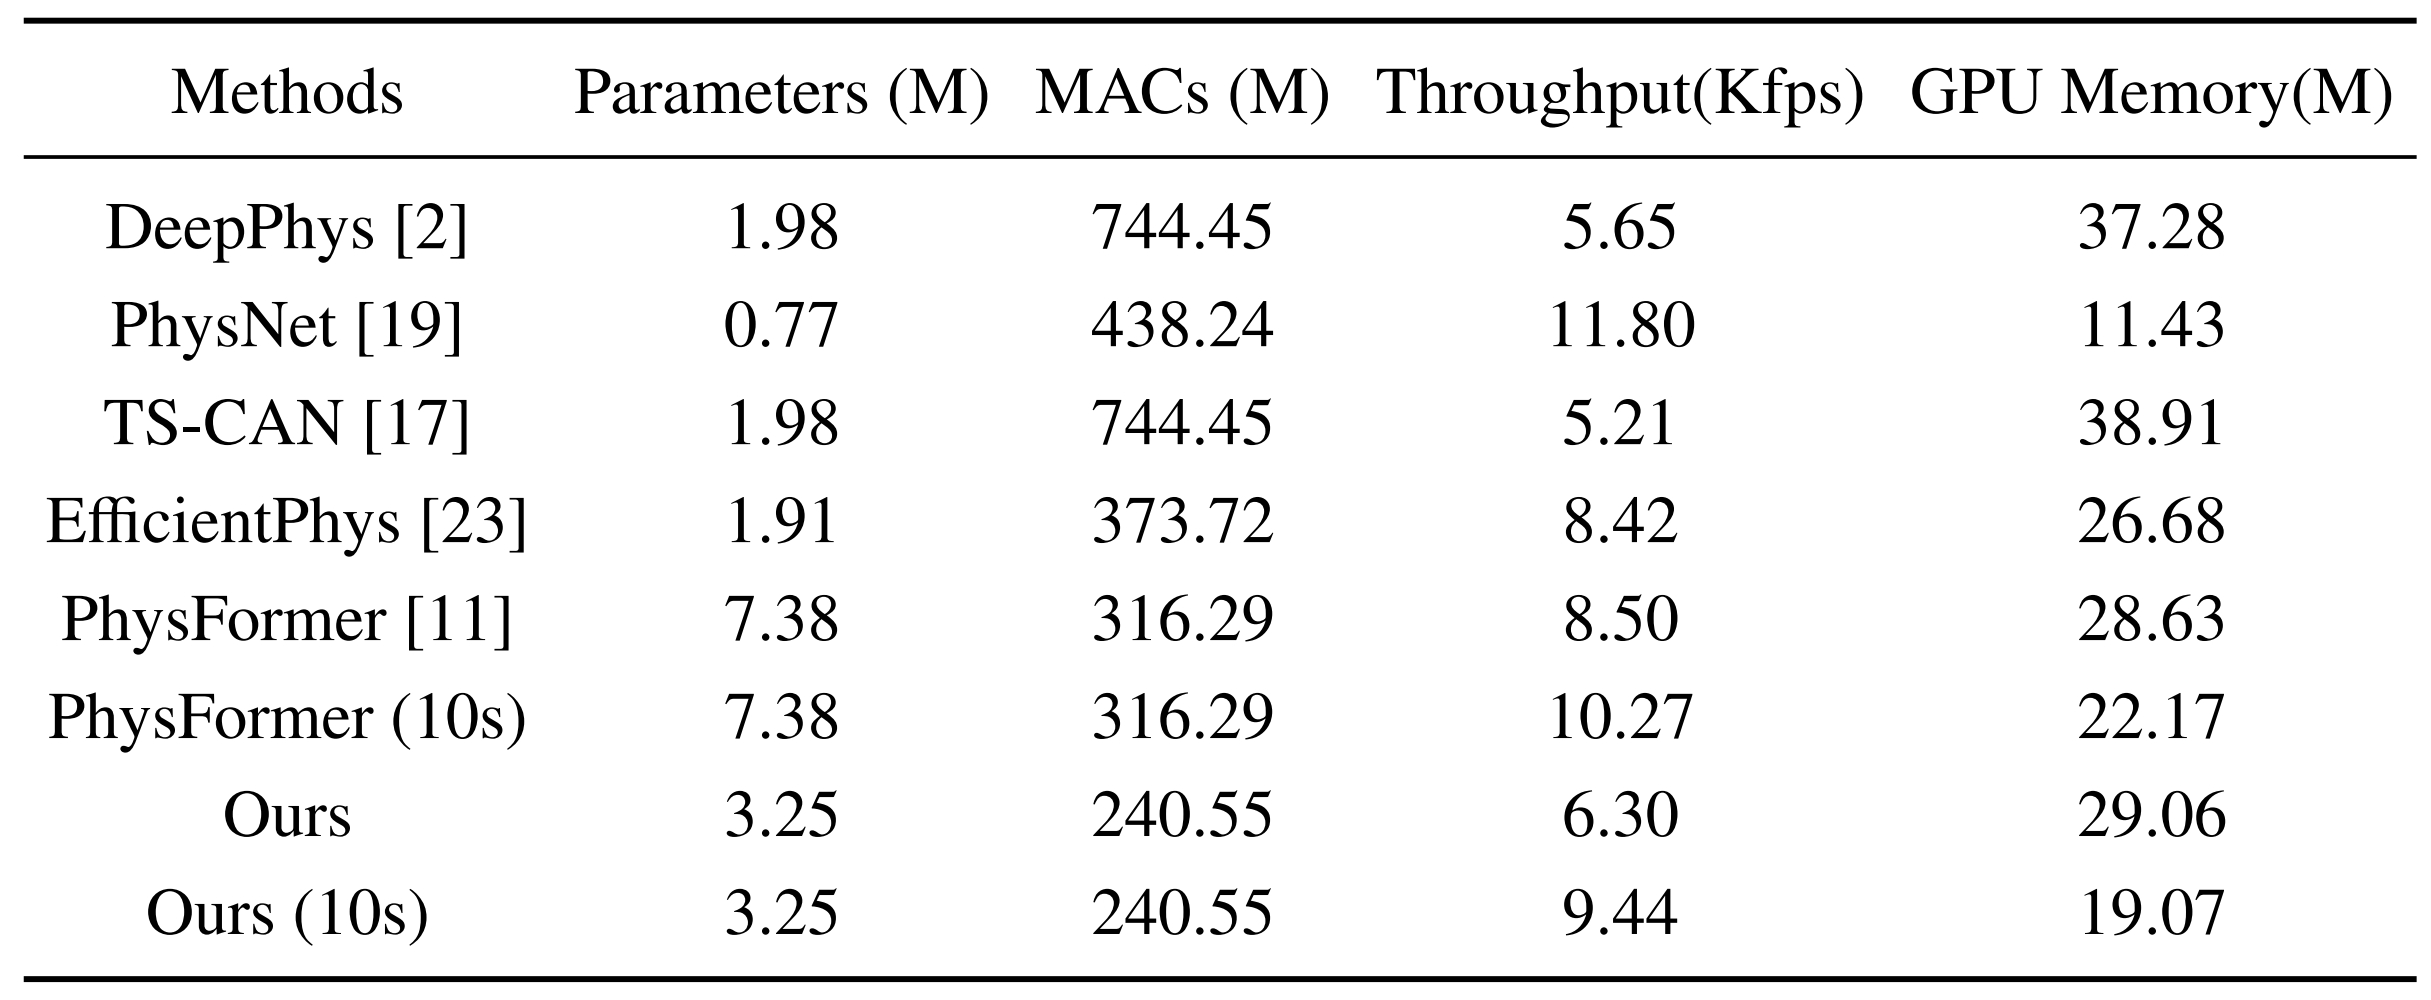 Methods Parameters (M) MACs (M) Throughput(Kfps) GPU Memory(M)
DeepPhys [2] 1.98 744.45 5.65 37.28
PhysNet [19] 0.77 438.24 11.80 11.43
TS-CAN [17] 1.98 744.45 5.21 38.91
EfficientPhys [23] 1.91 373.72 8.42 26.68
PhysFormer [11] 7.38 316.29 8.50 28.63
PhysFormer (10s) 7.38 316.29 10.27 22.17
Ours 3.25 240.55 6.30 29.06
Ours (10s) 3.25 240.55 9.44 19.07